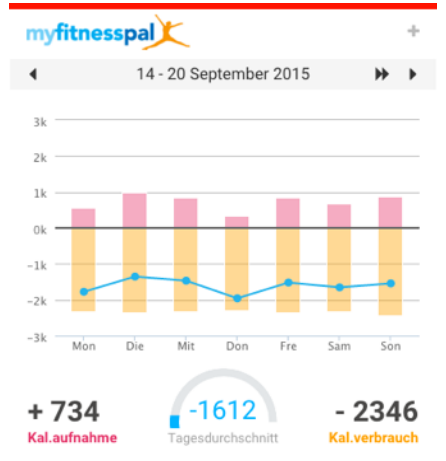 myfitnesspal
+
14 - 20 September 2015
3k
2k
1k
0k
-1k
-2k
-3k
Mon Die Mit Don Fre Sam Son
+ 734 -1612 - 2346
Kal.aufnahme Tagesdurchschnitt Kal.verbrauch